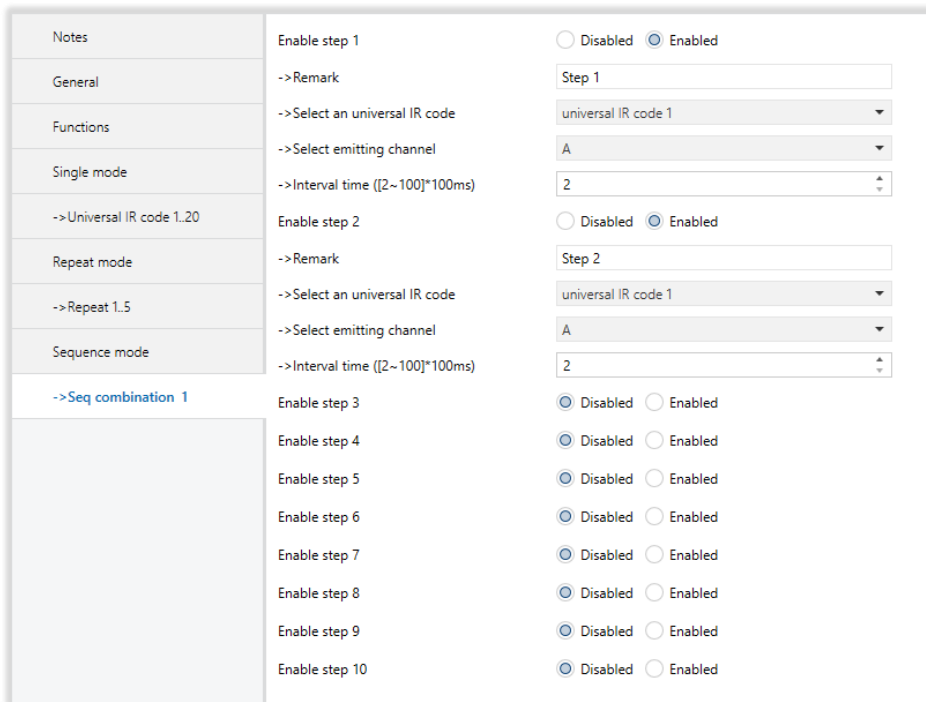 Notes
General
Functions
Single mode
->Universal IR code 1..20
Repeat mode
->Repeat 1..5
Sequence mode
->Seq combination 1
Enable step 1 Disabled Enabled
->Remark Step 1
->Select an universal IR code universal IR code 1
->Select emitting channel A
->Interval time ([2~100]*100ms) 2
Enable step 2 Disabled Enabled
->Remark Step 2
->Select an universal IR code universal IR code 1
->Select emitting channel A
->Interval time ([2~100]*100ms) 2
Enable step 3 Disabled Enabled
Enable step 4 Disabled Enabled
Enable step 5 Disabled Enabled
Enable step 6 Disabled Enabled
Enable step 7 Disabled Enabled
Enable step 8 Disabled Enabled
Enable step 9 Disabled Enabled
Enable step 10 Disabled Enabled